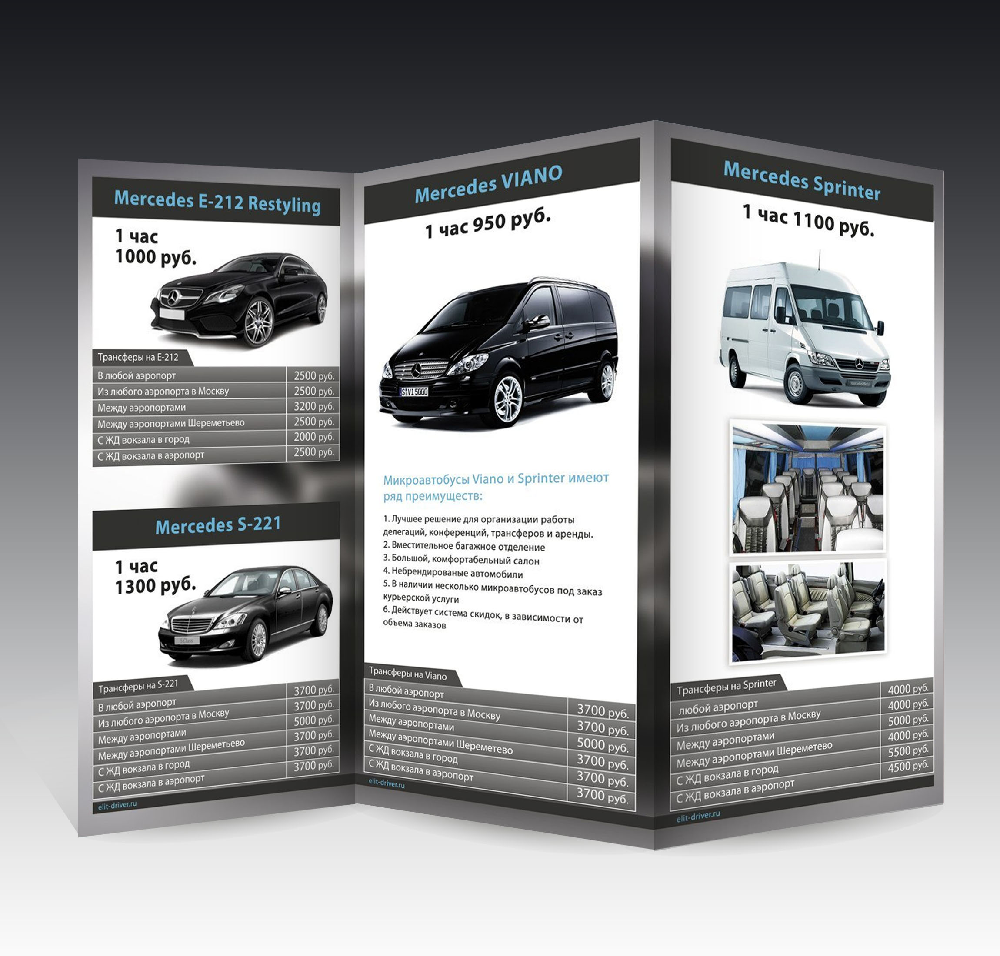 Mercedes E-212 Restyling
1 час
1000 руб.
Трансферы на E-212
В любой аэропорт 2500 руб.
Из любого аэропорта в Москву 2500 руб.
Между аэропортами 3200 руб.
Между аэропортами Шереметьево 2500 руб.
С ЖД вокзала в город 2000 руб.
С ЖД вокзала в аэропорт 2500 руб.
Mercedes S-221
1 час
1300 руб.
S-Class
Трансферы на S-221
В любой аэропорт 3700 руб.
Из любого аэропорта в Москву 3700 руб.
Между аэропортами 5000 руб.
Между аэропортами Шереметьево 3700 руб.
С ЖД вокзала в город 3700 руб.
С ЖД вокзала в аэропорт 3700 руб.
elit-driver.ru
Mercedes VIANO
1 час 950 руб.
S·VI 5000
Микроавтобусы Viano и Sprinter имеют
ряд преимуществ:
1. Лучшее решение для организации работы
делегаций, конференций, трансферов и аренды.
2. Вместительное багажное отделение
3. Большой, комфортабельный салон
4. Небрендированые автомобили
5. В наличии несколько микроавтобусов под заказ
курьерской услуги
6. Действует система скидок, в зависимости от
объема заказов
Трансферы на Viano
В любой аэропорт 3700 руб.
Из любого аэропорта в Москву 3700 руб.
Между аэропортами 5000 руб.
Между аэропортами Шереметево 3700 руб.
С ЖД вокзала в город 3700 руб.
С ЖД вокзала в аэропорт 3700 руб.
elit-driver.ru
Mercedes Sprinter
1 час 1100 руб.
Mercedes-Benz
Трансферы на Sprinter
любой аэропорт 4000 руб.
Из любого аэропорта в Москву 4000 руб.
Между аэропортами 5000 руб.
Между аэропортами Шереметево 4000 руб.
С ЖД вокзала в город 5500 руб.
С ЖД вокзала в аэропорт 4500 руб.
elit-driver.ru